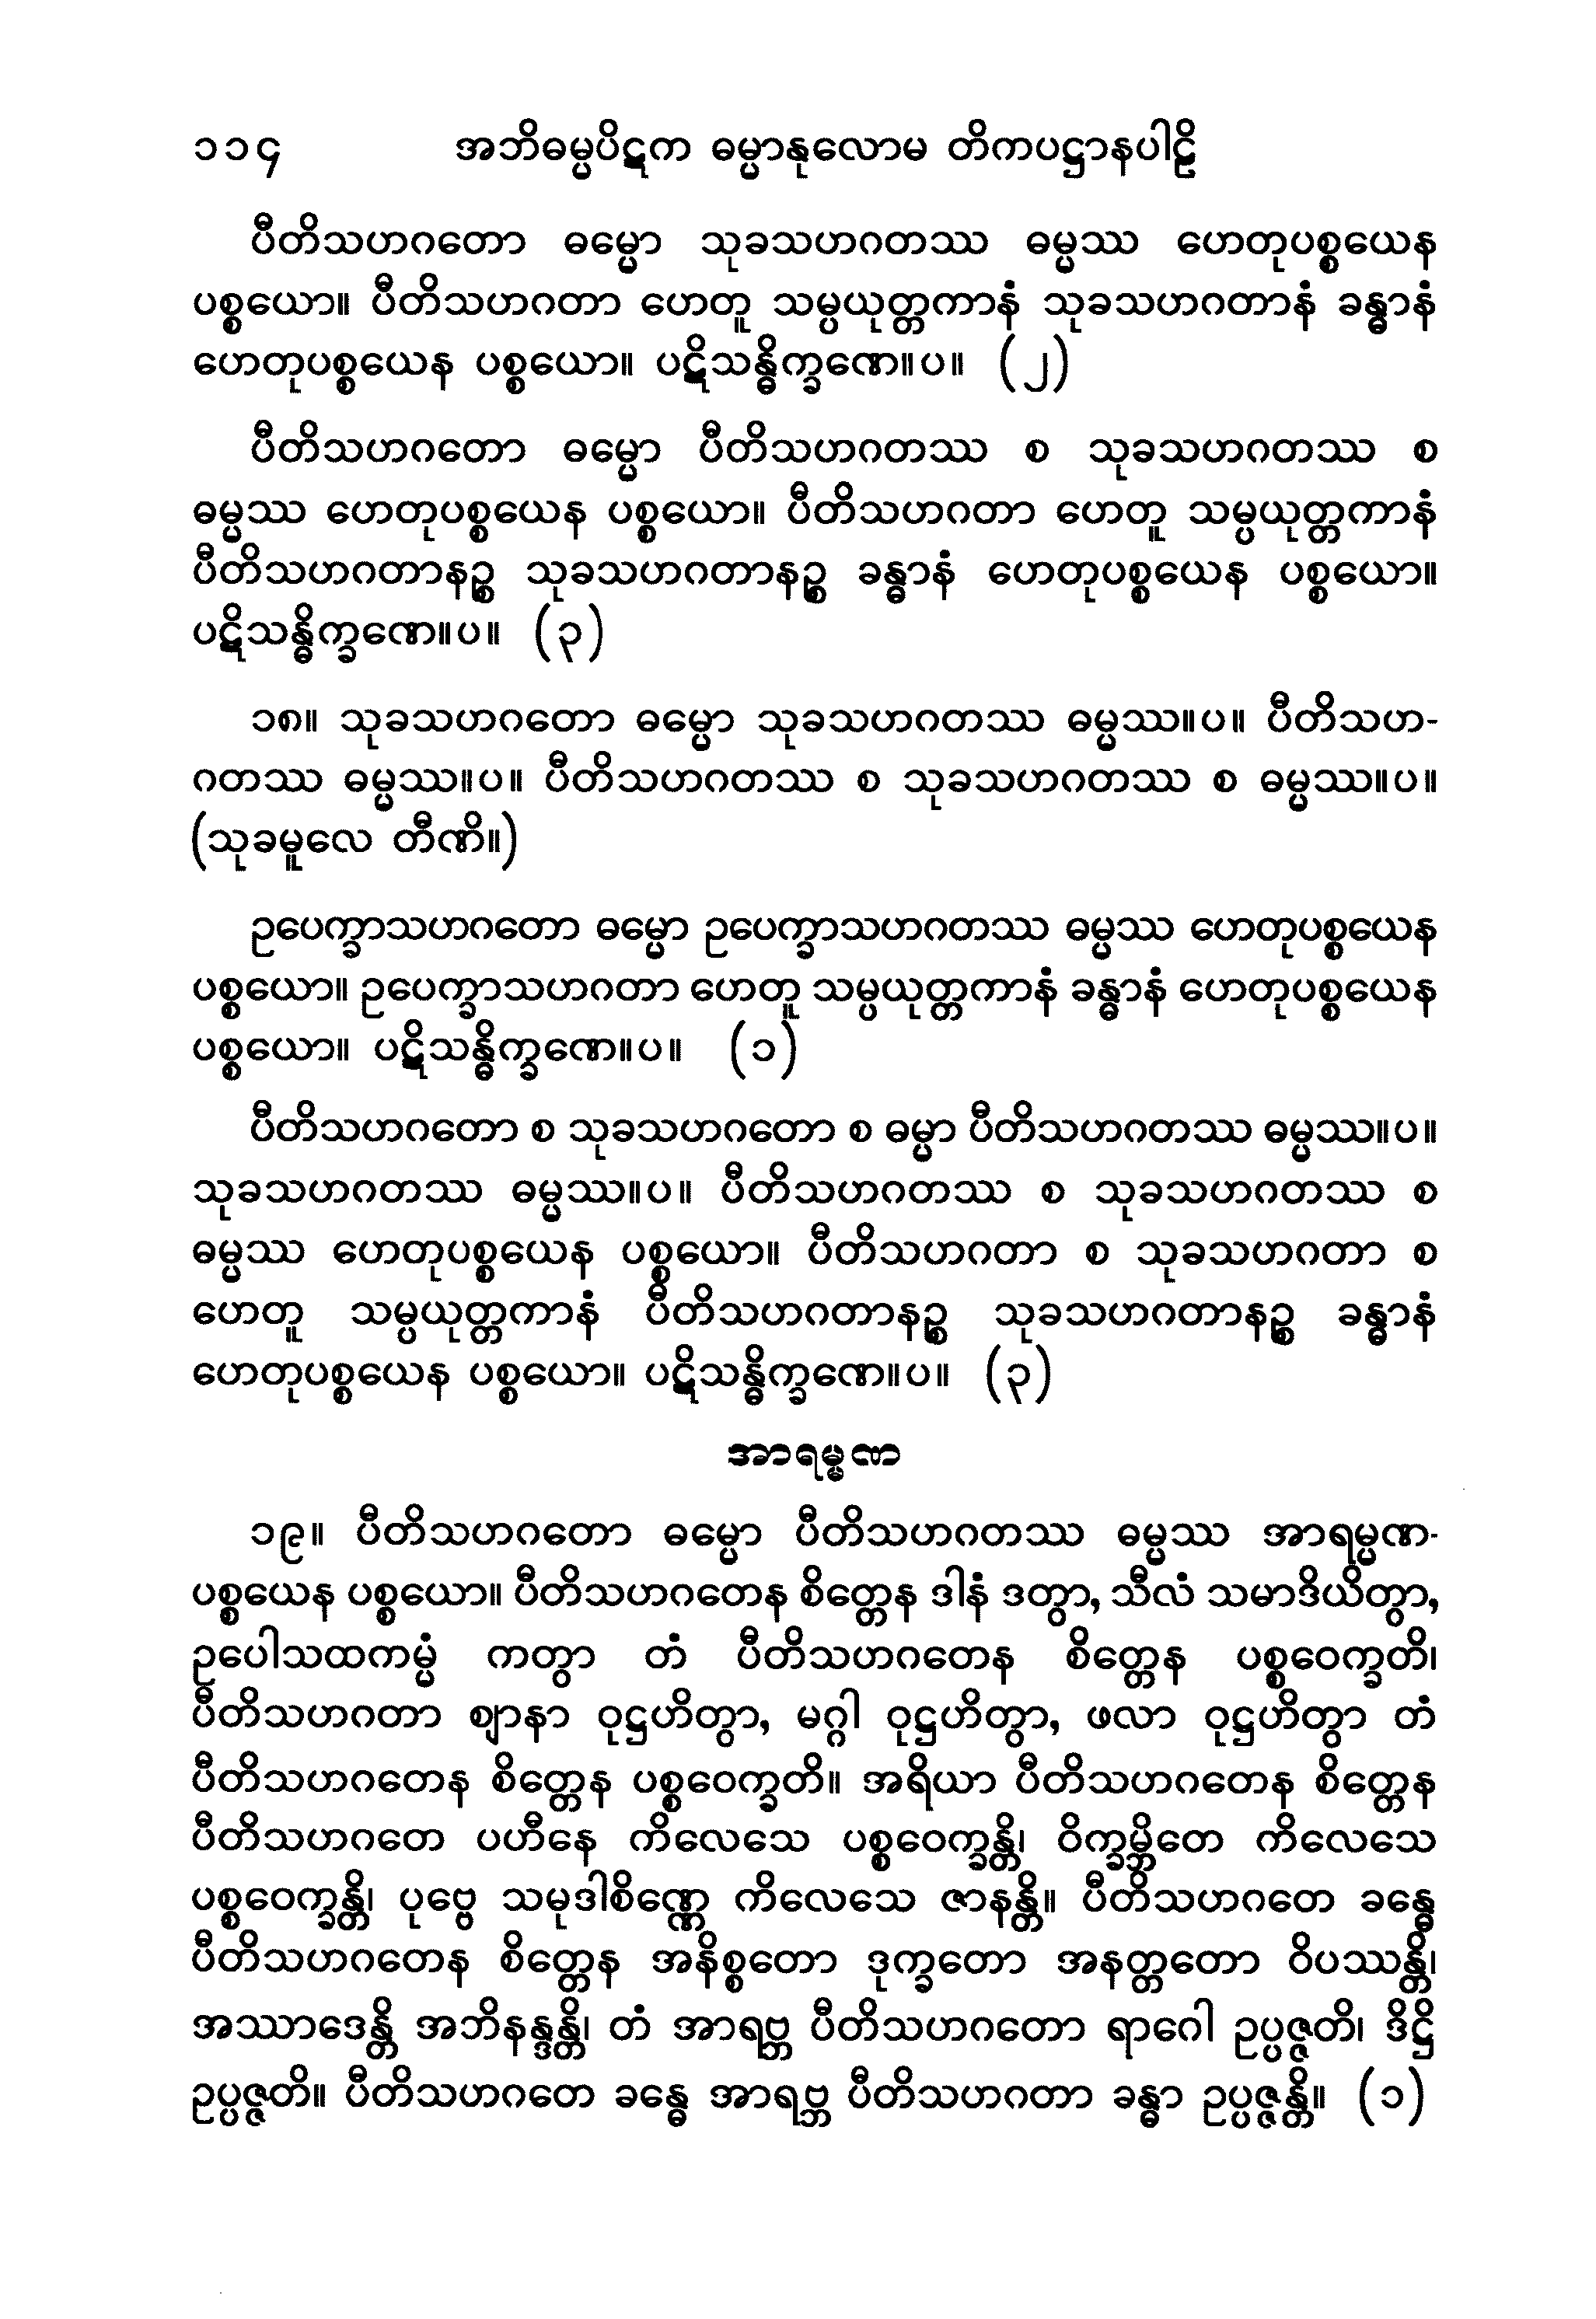 ၁၁၄ အဘိဓမ္မပိဋက ဓမ္မာနုလောမ တိကပဋ္ဌာနပါဠိ
ပီတိသဟဂတော ဓမ္မော သုခသဟဂတဿ ဓမ္မဿ ဟေတုပစ္စယေန
ပစ္စယော။ ပီတိသဟဂတာ ဟေတူ သမ္ပယုတ္တကာနံ သုခသဟဂတာနံ ခန္ဓာနံ
ဟေတုပစ္စယေန ပစ္စယော။ ပဋိသန္ဓိက္ခဏေ။ပ။ (၂)
ပီတိသဟဂတော ဓမ္မော ပီတိသဟဂတဿ စ သုခသဟဂတဿ စ
ဓမ္မဿ ဟေတုပစ္စယေန ပစ္စယော။ ပီတိသဟဂတာ ဟေတူ သမ္ပယုတ္တကာနံ
ပီတိသဟဂတာနဉ္စ သုခသဟဂတာနဉ္စ ခန္ဓာနံ ဟေတုပစ္စယေန ပစ္စယော။
ပဋိသန္ဓိက္ခဏေ။ပ။ (၃)
၁၈။ သုခသဟဂတော ဓမ္မော သုခသဟဂတဿ ဓမ္မဿ။ပ။ ပီတိသဟ-
ဂတဿ ဓမ္မဿ။ပ။ ပီတိသဟဂတဿ စ သုခသဟဂတဿ စ ဓမ္မဿ။ပ။
(သုခမူလေ တီဏိ။)
ဥပေက္ခာသဟဂတော ဓမ္မော ဥပေက္ခာသဟဂတဿ ဓမ္မဿ ဟေတုပစ္စယေန
ပစ္စယော။ ဥပေက္ခာသဟဂတာ ဟေတူ သမ္ပယုတ္တကာနံ ခန္ဓာနံ ဟေတုပစ္စယေန
ပစ္စယော။ ပဋိသန္ဓိက္ခဏေ။ပ။ (၁)
ပီတိသဟဂတော စ သုခသဟဂတော စ ဓမ္မာ ပီတိသဟဂတဿ ဓမ္မဿ။ပ။
သုခသဟဂတဿ ဓမ္မဿ။ပ။ ပီတိသဟဂတဿ စ သုခသဟဂတဿ စ
ဓမ္မဿ ဟေတုပစ္စယေန ပစ္စယော။ ပီတိသဟဂတာ စ သုခသဟဂတာ စ
ဟေတူ သမ္ပယုတ္တကာနံ ပီတိသဟဂတာနဉ္စ သုခသဟဂတာနဉ္စ ခန္ဓာနံ
ဟေတုပစ္စယေန ပစ္စယော။ ပဋိသန္ဓိက္ခဏေ။ပ။ (၃)
အာရမ္မဏ
၁၉။ ပီတိသဟဂတော ဓမ္မော ပီတိသဟဂတဿ ဓမ္မဿ အာရမ္မဏ-
ပစ္စယေန ပစ္စယော။ ပီတိသဟဂတေန စိတ္တေန ဒါနံ ဒတွာ, သီလံ သမာဒိယိတွာ,
ဥပေါသထကမ္မံ ကတွာ တံ ပီတိသဟဂတေန စိတ္တေန ပစ္စဝေက္ခတိ၊
ပီတိသဟဂတာ ဈာနာ ဝုဋ္ဌဟိတွာ, မဂ္ဂါ ဝုဋ္ဌဟိတွာ, ဖလာ ဝုဋ္ဌဟိတွာ တံ
ပီတိသဟဂတေန စိတ္တေန ပစ္စဝေက္ခတိ။ အရိယာ ပီတိသဟဂတေန စိတ္တေန
ပီတိသဟဂတေ ပဟီနေ ကိလေသေ ပစ္စဝေက္ခန္တိ၊ ဝိက္ခမ္ဘိတေ ကိလေသေ
ပစ္စဝေက္ခန္တိ၊ ပုဗ္ဗေ သမုဒါစိဏ္ဏေ ကိလေသေ ဇာနန္တိ။ ပီတိသဟဂတေ ခန္ဓေ
ပီတိသဟဂတေန စိတ္တေန အနိစ္စတော ဒုက္ခတော အနတ္တတော ဝိပဿန္တိ၊
အဿာဒေန္တိ အဘိနန္ဒန္တိ၊ တံ အာရဗ္ဘ ပီတိသဟဂတော ရာဂေါ ဥပ္ပဇ္ဇတိ၊ ဒိဋ္ဌိ
ဥပ္ပဇ္ဇတိ။ ပီတိသဟဂတေ ခန္ဓေ အာရဗ္ဘ ပီတိသဟဂတာ ခန္ဓာ ဥပ္ပဇ္ဇန္တိ။ (၁)